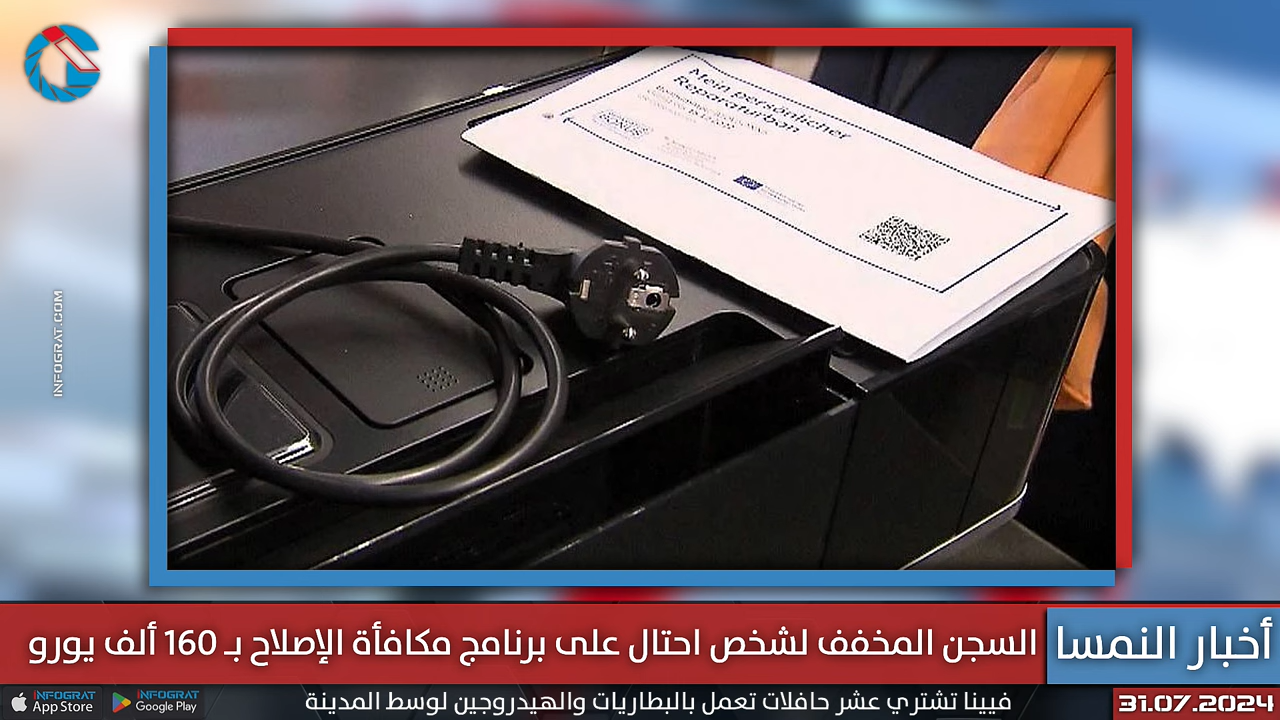 INFOGRAT.COM
Mein persönlicher
Reparaturbon
السجن المخفف لشخص احتال على برنامج مكافأة الإصلاح بـ 160 ألف يورو
أخبار النمسا
فيينا تشتري عشر حافلات تعمل بالبطاريات والهيدروجين لوسط المدينة
31.07.2024
INFOGRAT
App Store
INFOGRAT
Google Play